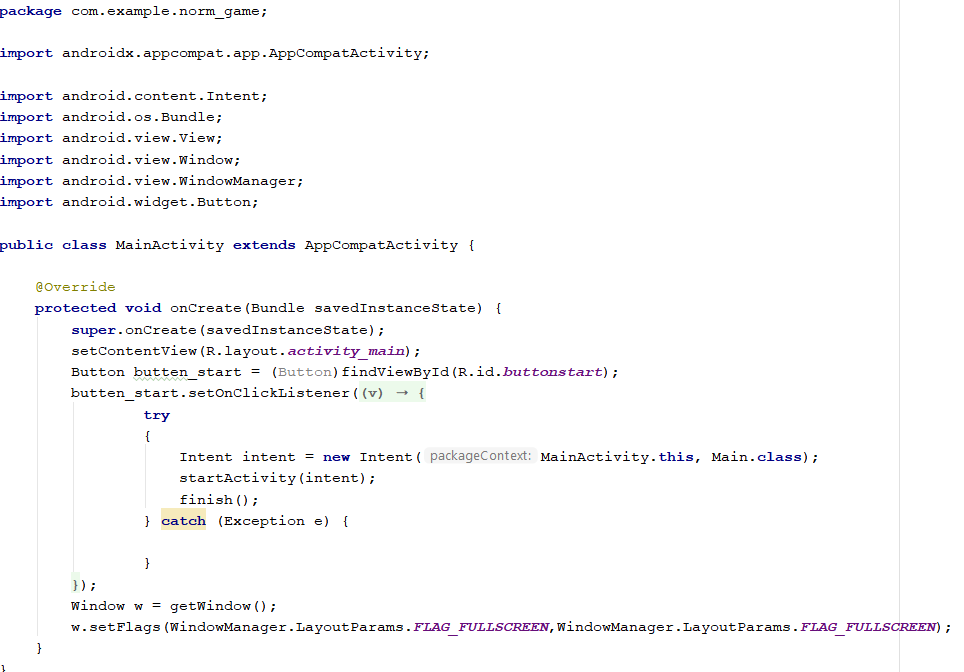 package com.example.norm_game;
import androidx.appcompat.app.AppCompatActivity;
import android.content.Intent;
import android.os.Bundle;
import android.view.View;
import android.view.Window;
import android.view.WindowManager;
import android.widget.Button;
public class MainActivity extends AppCompatActivity {
@Override
protected void onCreate(Bundle savedInstanceState) {
super.onCreate(savedInstanceState);
setContentView(R.layout.activity_main);
Button butten_start = (Button)findViewById(R.id.buttonstart);
butten_start.setOnClickListener((v) → {
try
{
Intent intent = new Intent( packageContext: MainActivity.this, Main.class);
startActivity(intent);
finish();
} catch (Exception e) {
}
});
Window w = getWindow();
w.setFlags(WindowManager.LayoutParams.FLAG_FULLSCREEN,WindowManager.LayoutParams.FLAG_FULLSCREEN);
}
}